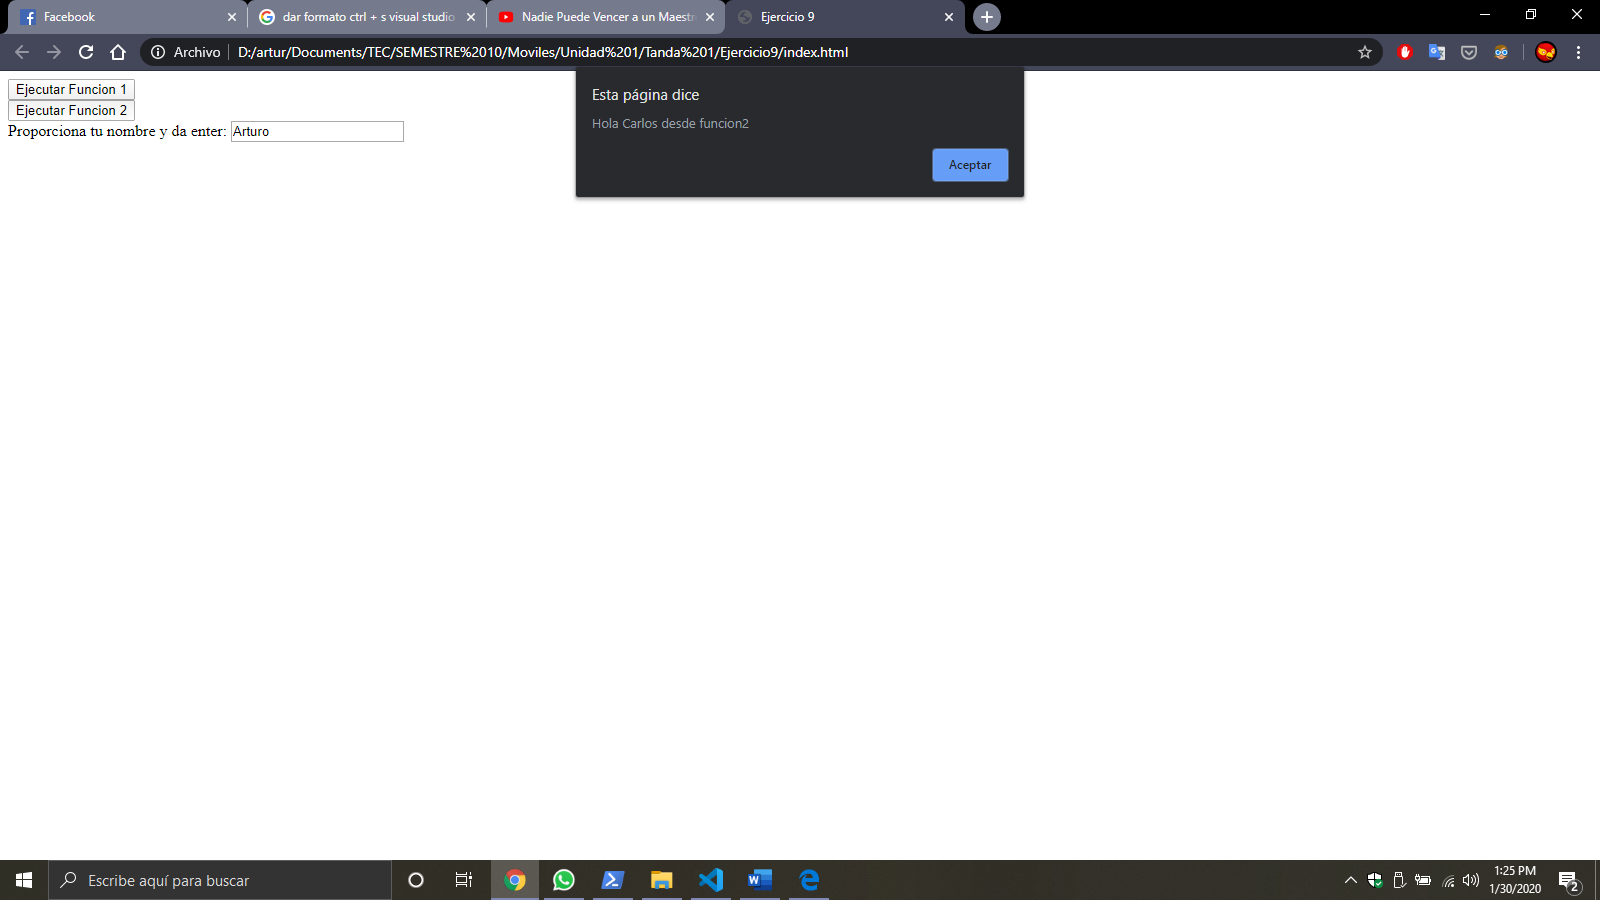 Facebook
dar formato ctrl + s visual studio
Nadie Puede Vencer a un Maestr
Ejercicio 9
Archivo
D:/artur/Documents/TEC/SEMESTRE%2010/Moviles/Unidad%201/Tanda%201/Ejercicio9/index.html
Ejecutar Funcion 1
Ejecutar Funcion 2
Proporciona tu nombre y da enter: Arturo
Esta página dice
Hola Carlos desde funcion2
Aceptar
Escribe aquí para buscar
1:25 PM
1/30/2020
2